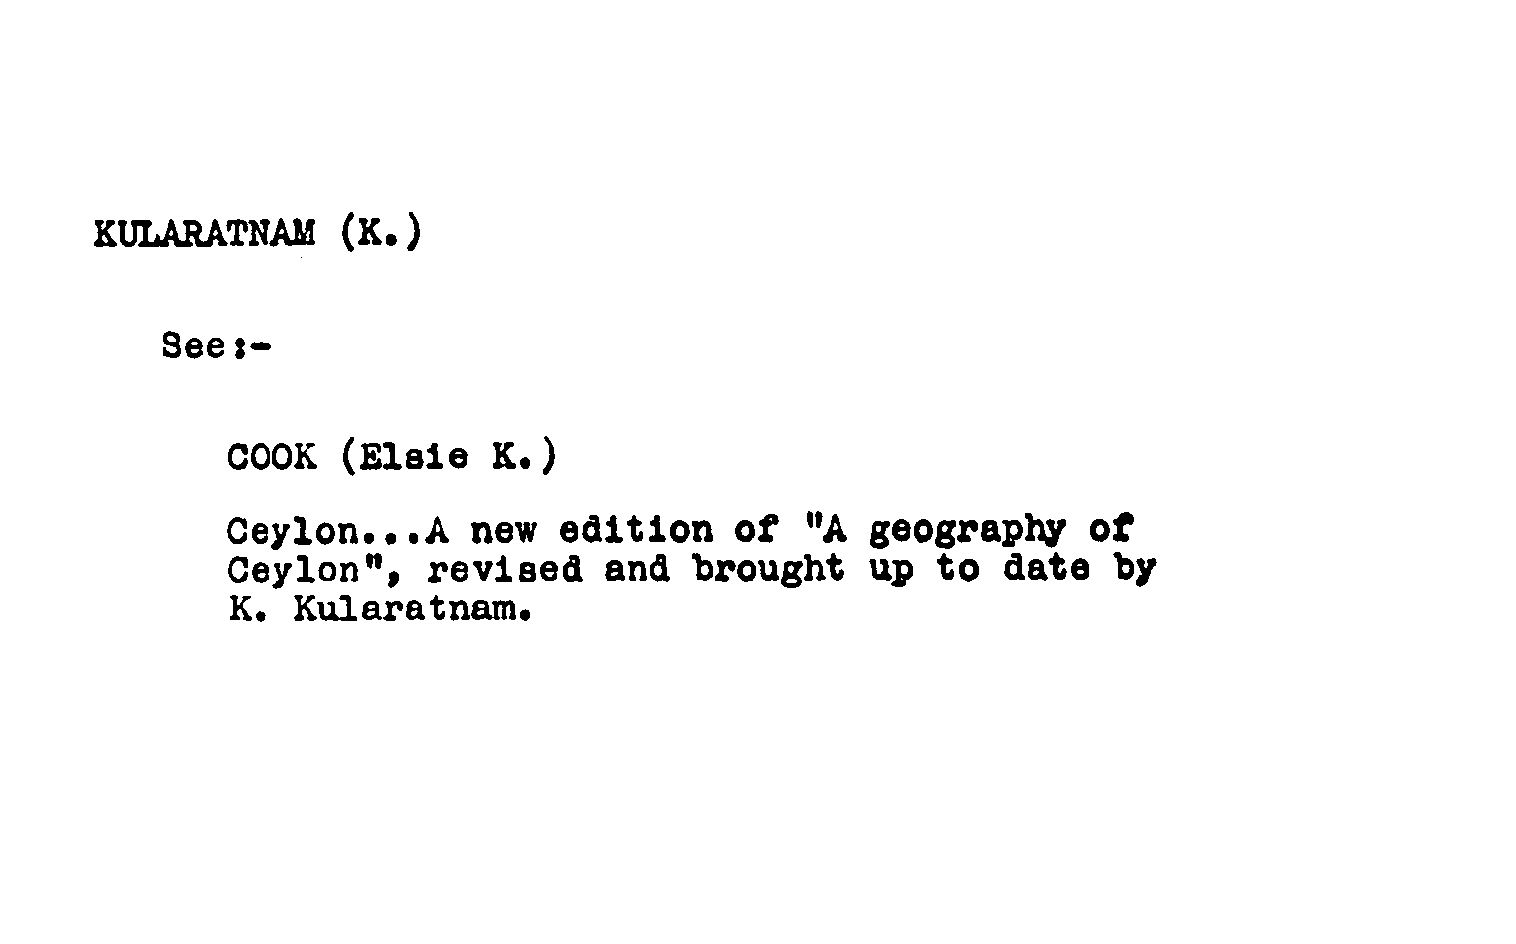 KULARATNAM (K.)
See:-
COOK (Elsie K.)
Ceylon...A new edition of "A geography of
Ceylon", revised and brought up to date by
K. Kularatnam.